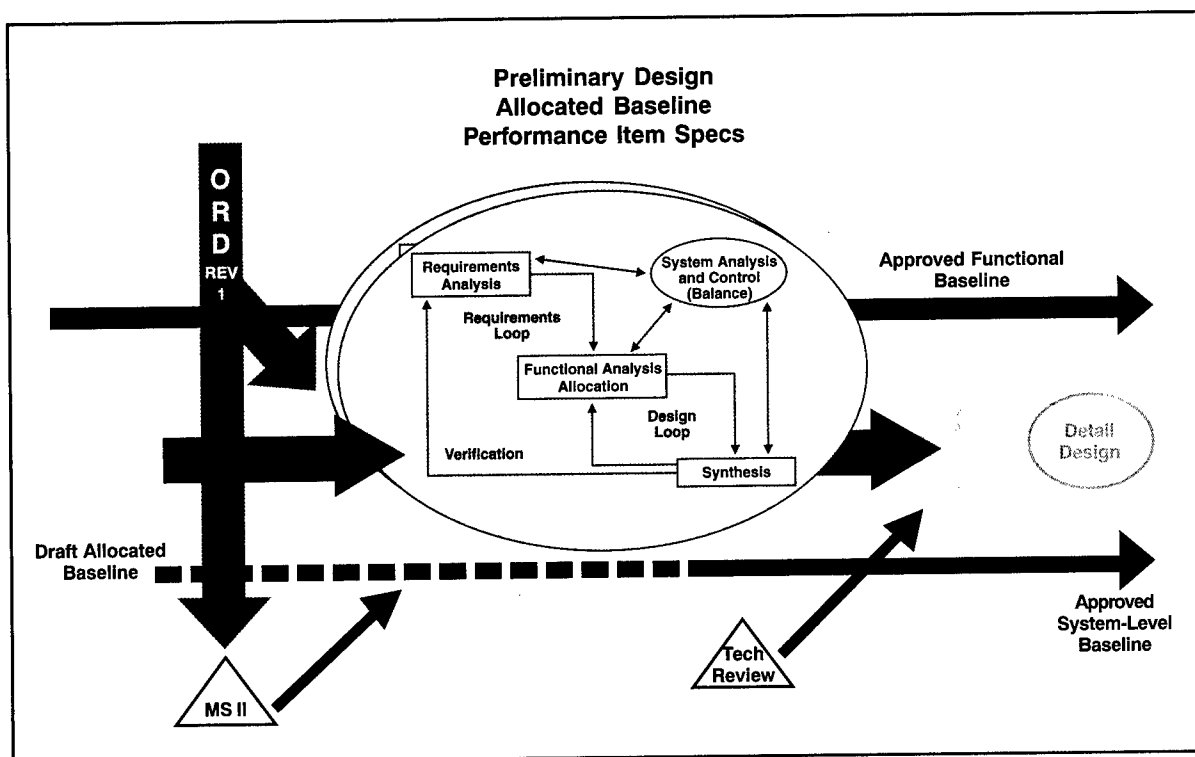 Preliminary Design
Allocated Baseline
Performance Item Specs
O
R
D
REV
1
Requirements
Analysis
System Analysis
and Control
(Balance)
Approved Functional
Baseline
Requirements
Loop
Functional Analysis
Allocation
Design
Loop
Detail
Design
Verification
Synthesis
Draft Allocated
Baseline
Approved
System-Level
Baseline
Tech
Review
MS II